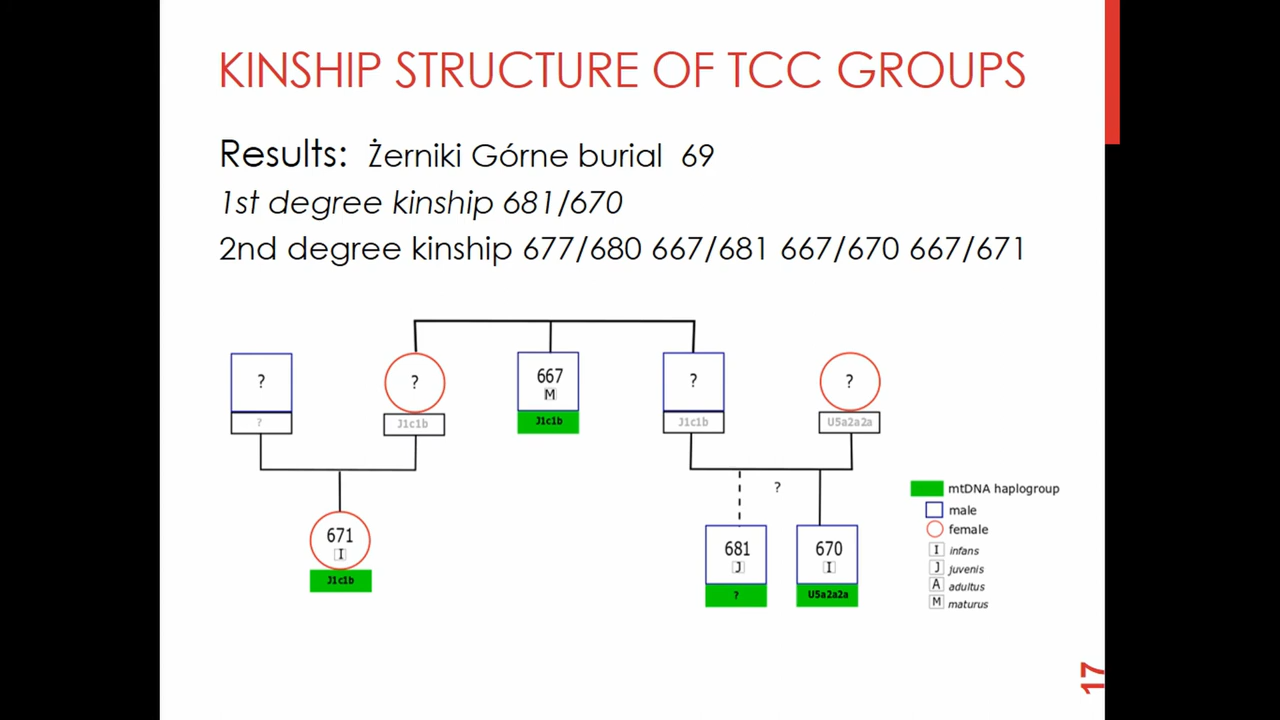 KINSHIP STRUCTURE OF TCC GROUPS
Results: Żerniki Górne burial 69
1st degree kinship 681/670
2nd degree kinship 677/680 667/681 667/670 667/671
? ? 667 ? ?
M
? J1c1b J1c1b J1c1b U5a2a2a
?
671 681 670
I J I
J1c1b ? U5a2a2a
mtDNA haplogroup
male
female
I infans
J juvenis
A adultus
M maturus
17